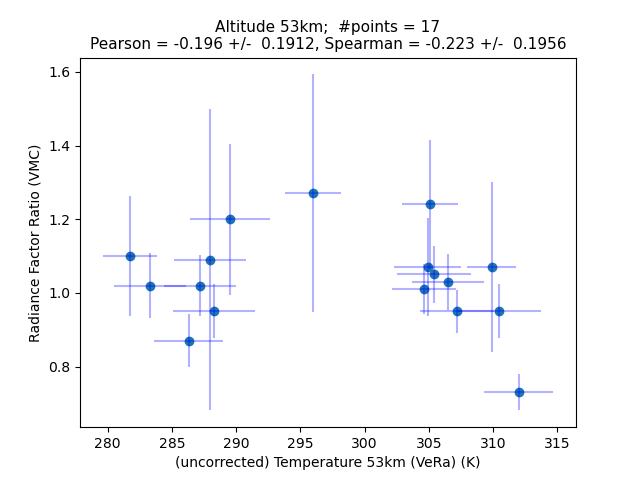 Altitude 53km;  #points = 17
Pearson = -0.196 +/-  0.1912, Spearman = -0.223 +/-  0.1956
Radiance Factor Ratio (VMC)
1.6
1.4
1.2
1.0
0.8
280 285 290 295 300 305 310 315
(uncorrected) Temperature 53km (VeRa) (K)